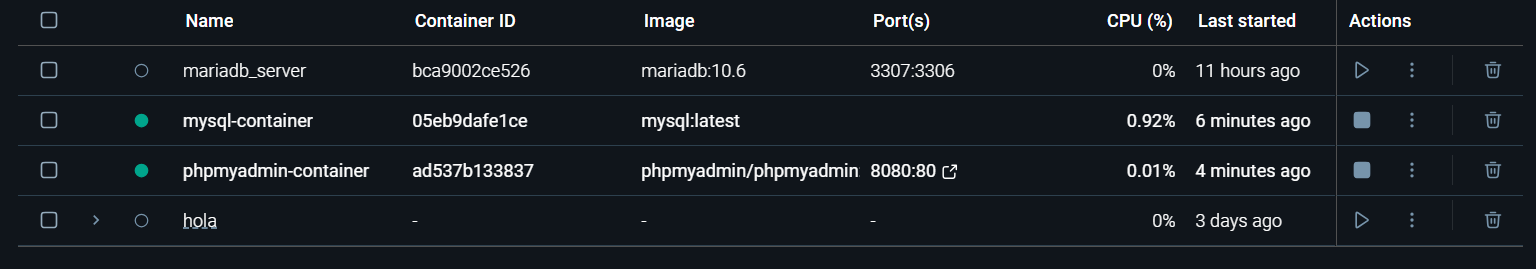 Name Container ID Image Port(s) CPU (%) Last started Actions
mariadb_server bca9002ce526 mariadb:10.6 3307:3306 0% 11 hours ago
mysql-container 05eb9dafe1ce mysql:latest 0.92% 6 minutes ago
phpmyadmin-container ad537b133837 phpmyadmin/phpmyadmin: 8080:80 0.01% 4 minutes ago
hola - - - 0% 3 days ago